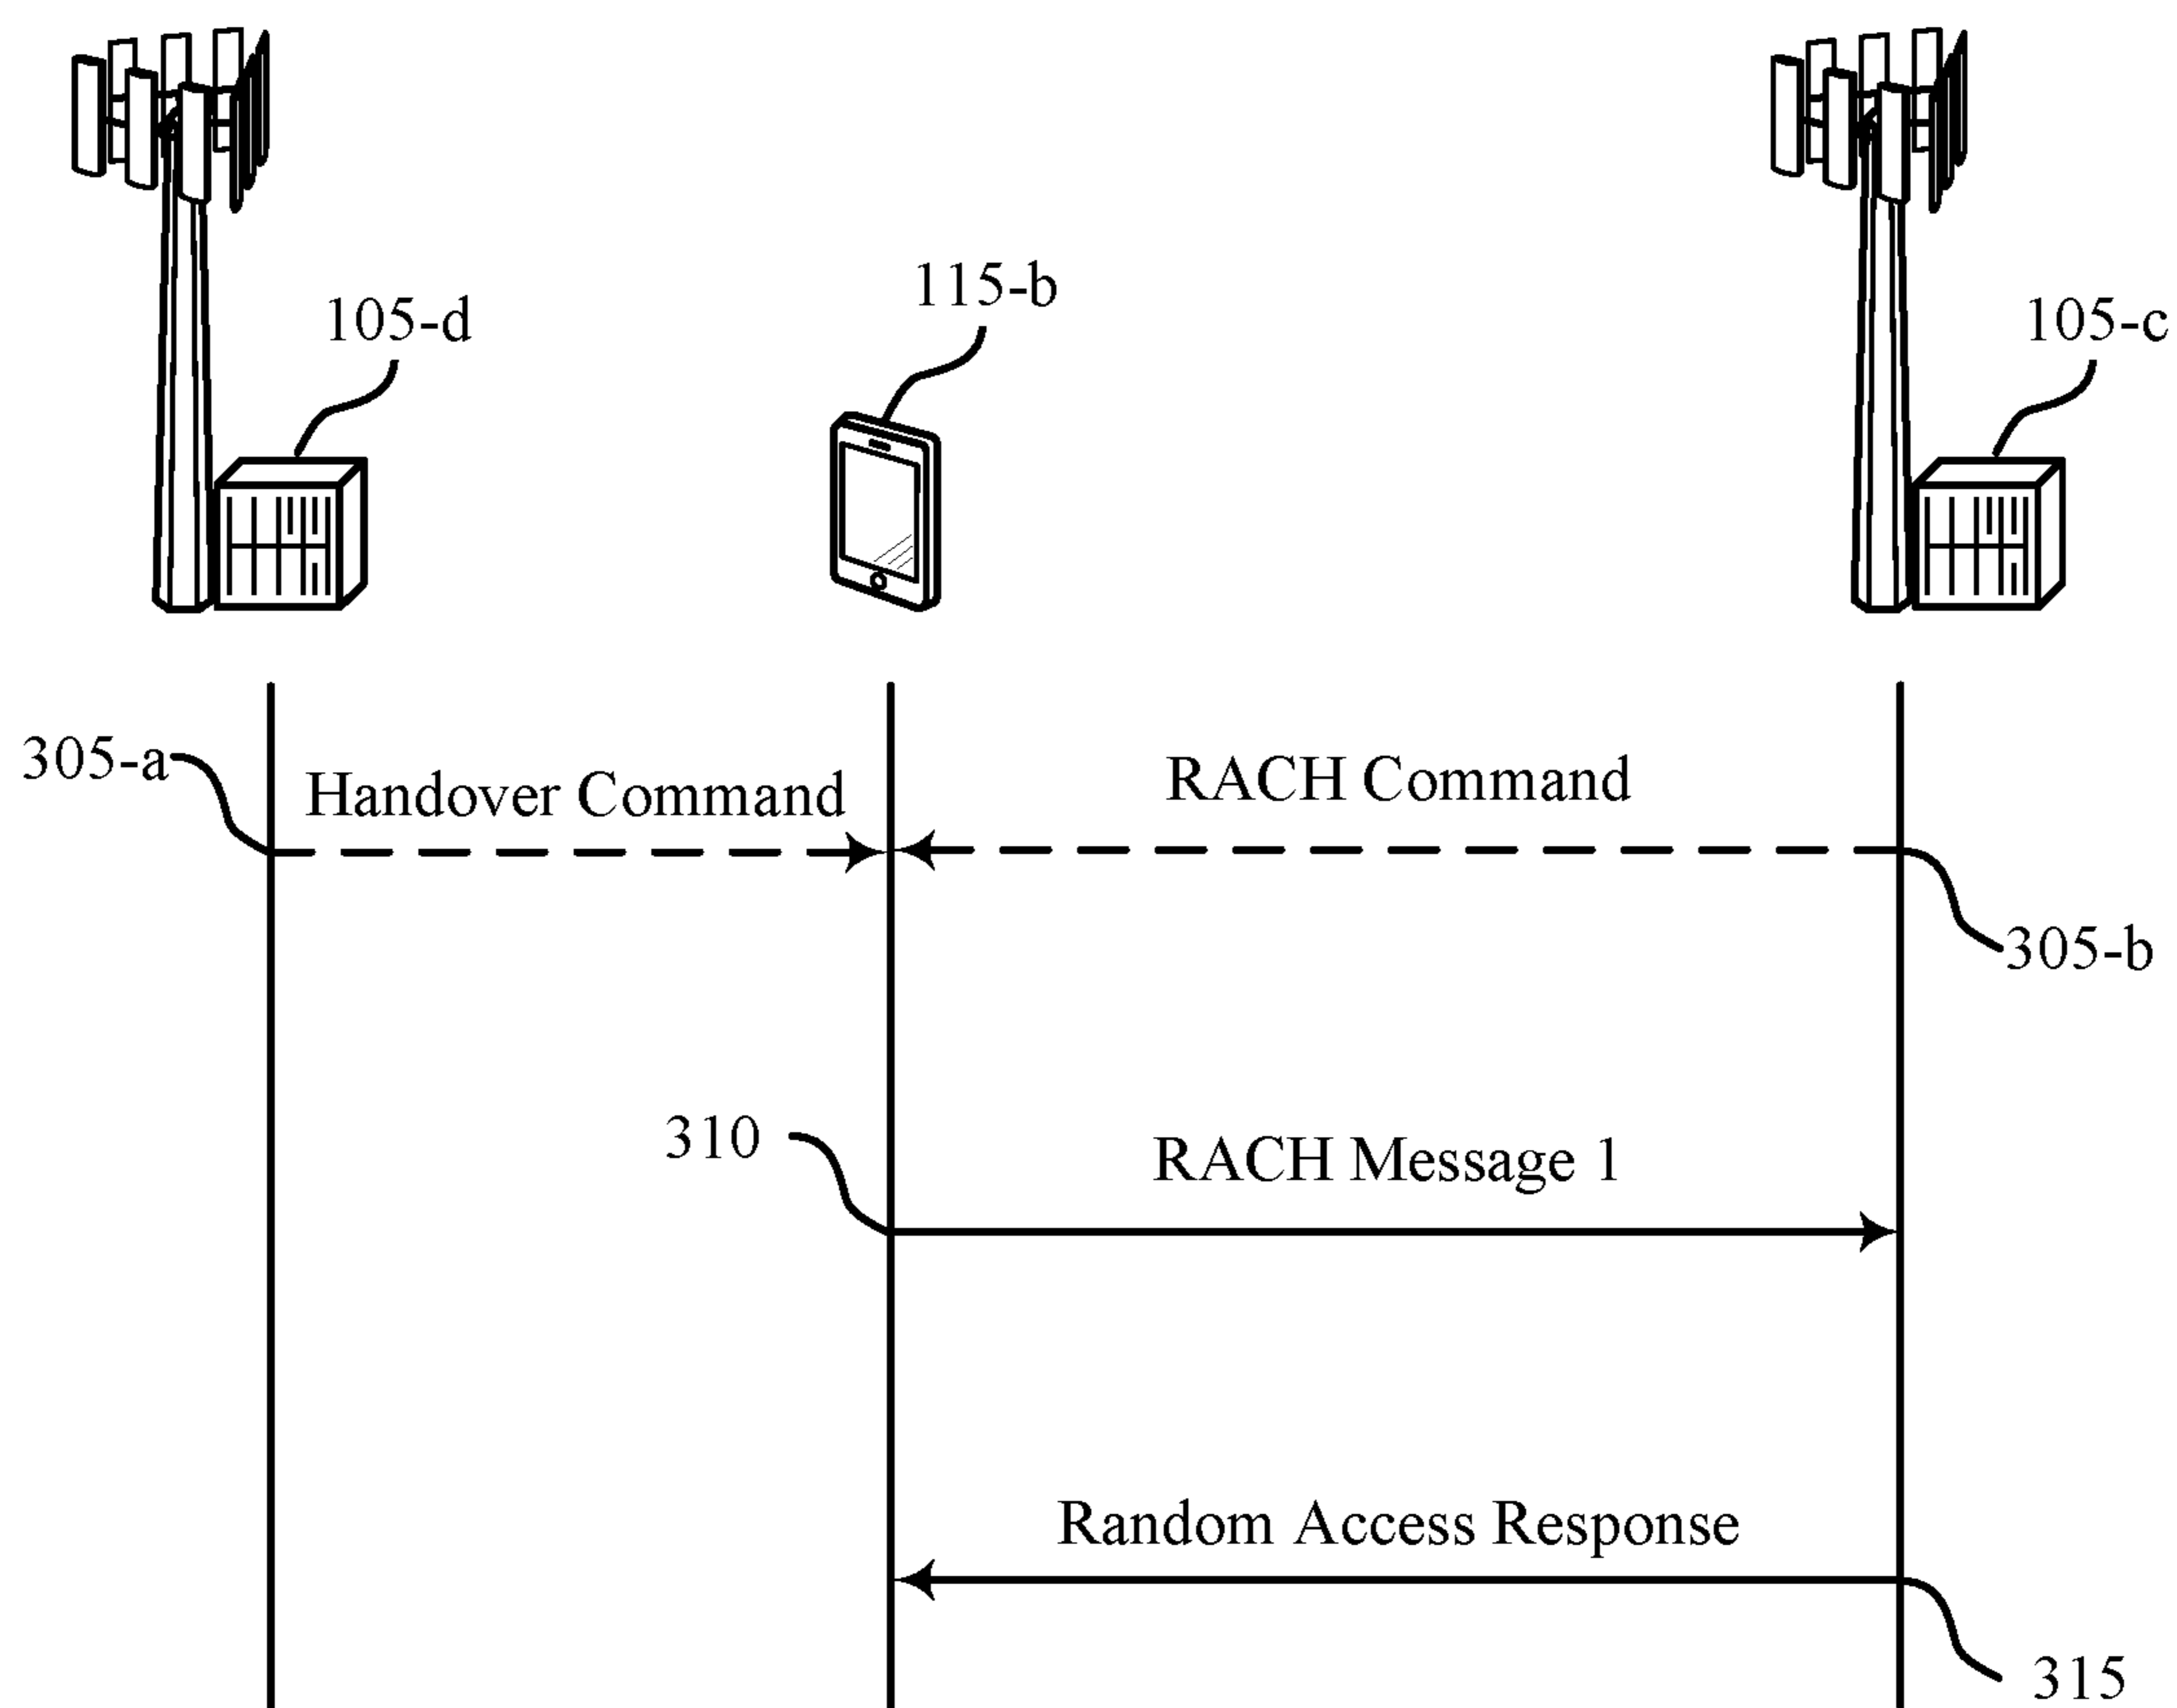 115-b
105-d
105-c
305-a
Handover Command
RACH Command
305-b
310
RACH Message 1
Random Access Response
315